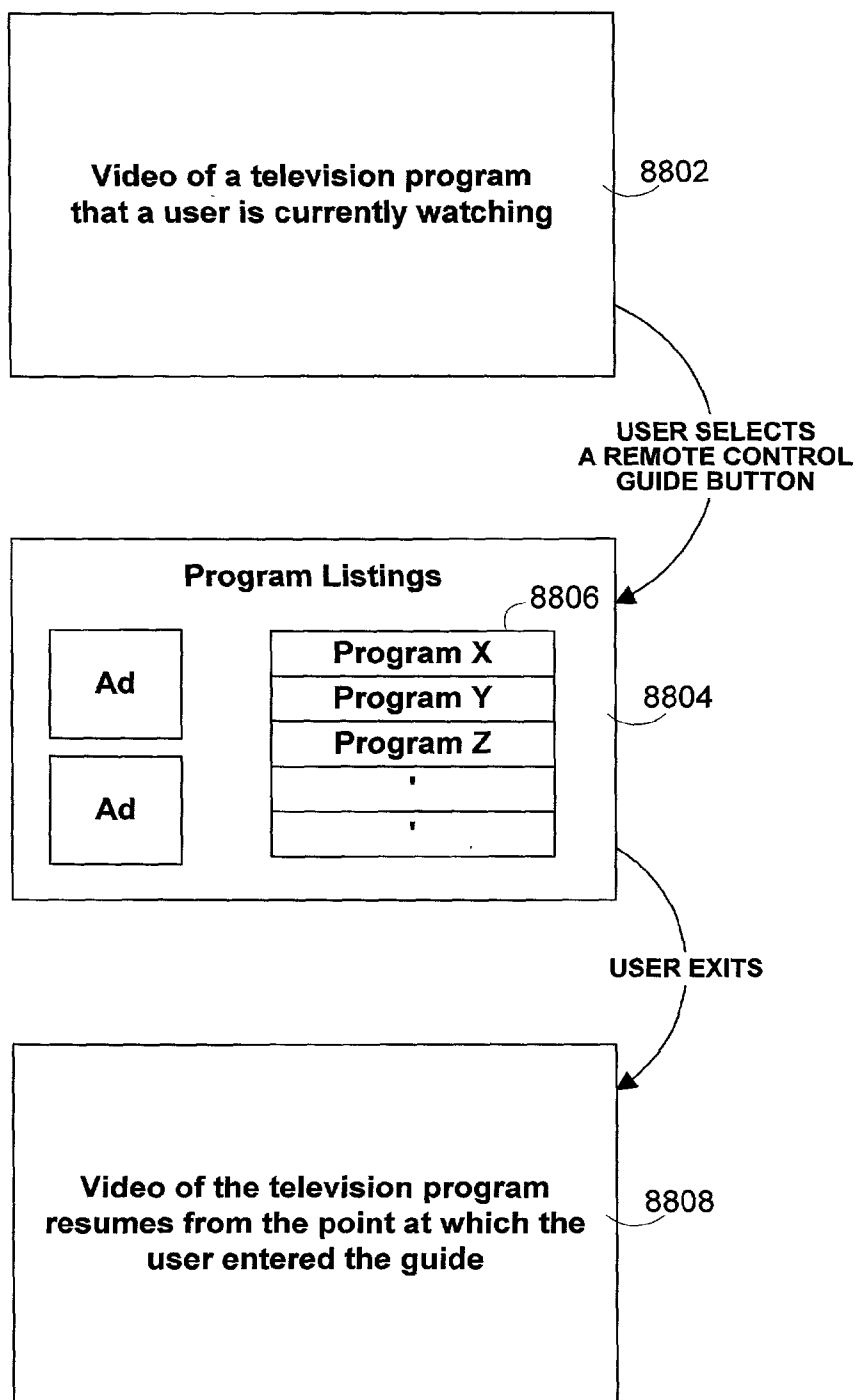 Video of a television program
that a user is currently watching
8802
USER SELECTS
A REMOTE CONTROL
GUIDE BUTTON
Program Listings
8806
Ad
Ad
Program X
Program Y
Program Z
'
'
8804
USER EXITS
Video of the television program
resumes from the point at which the
user entered the guide
8808